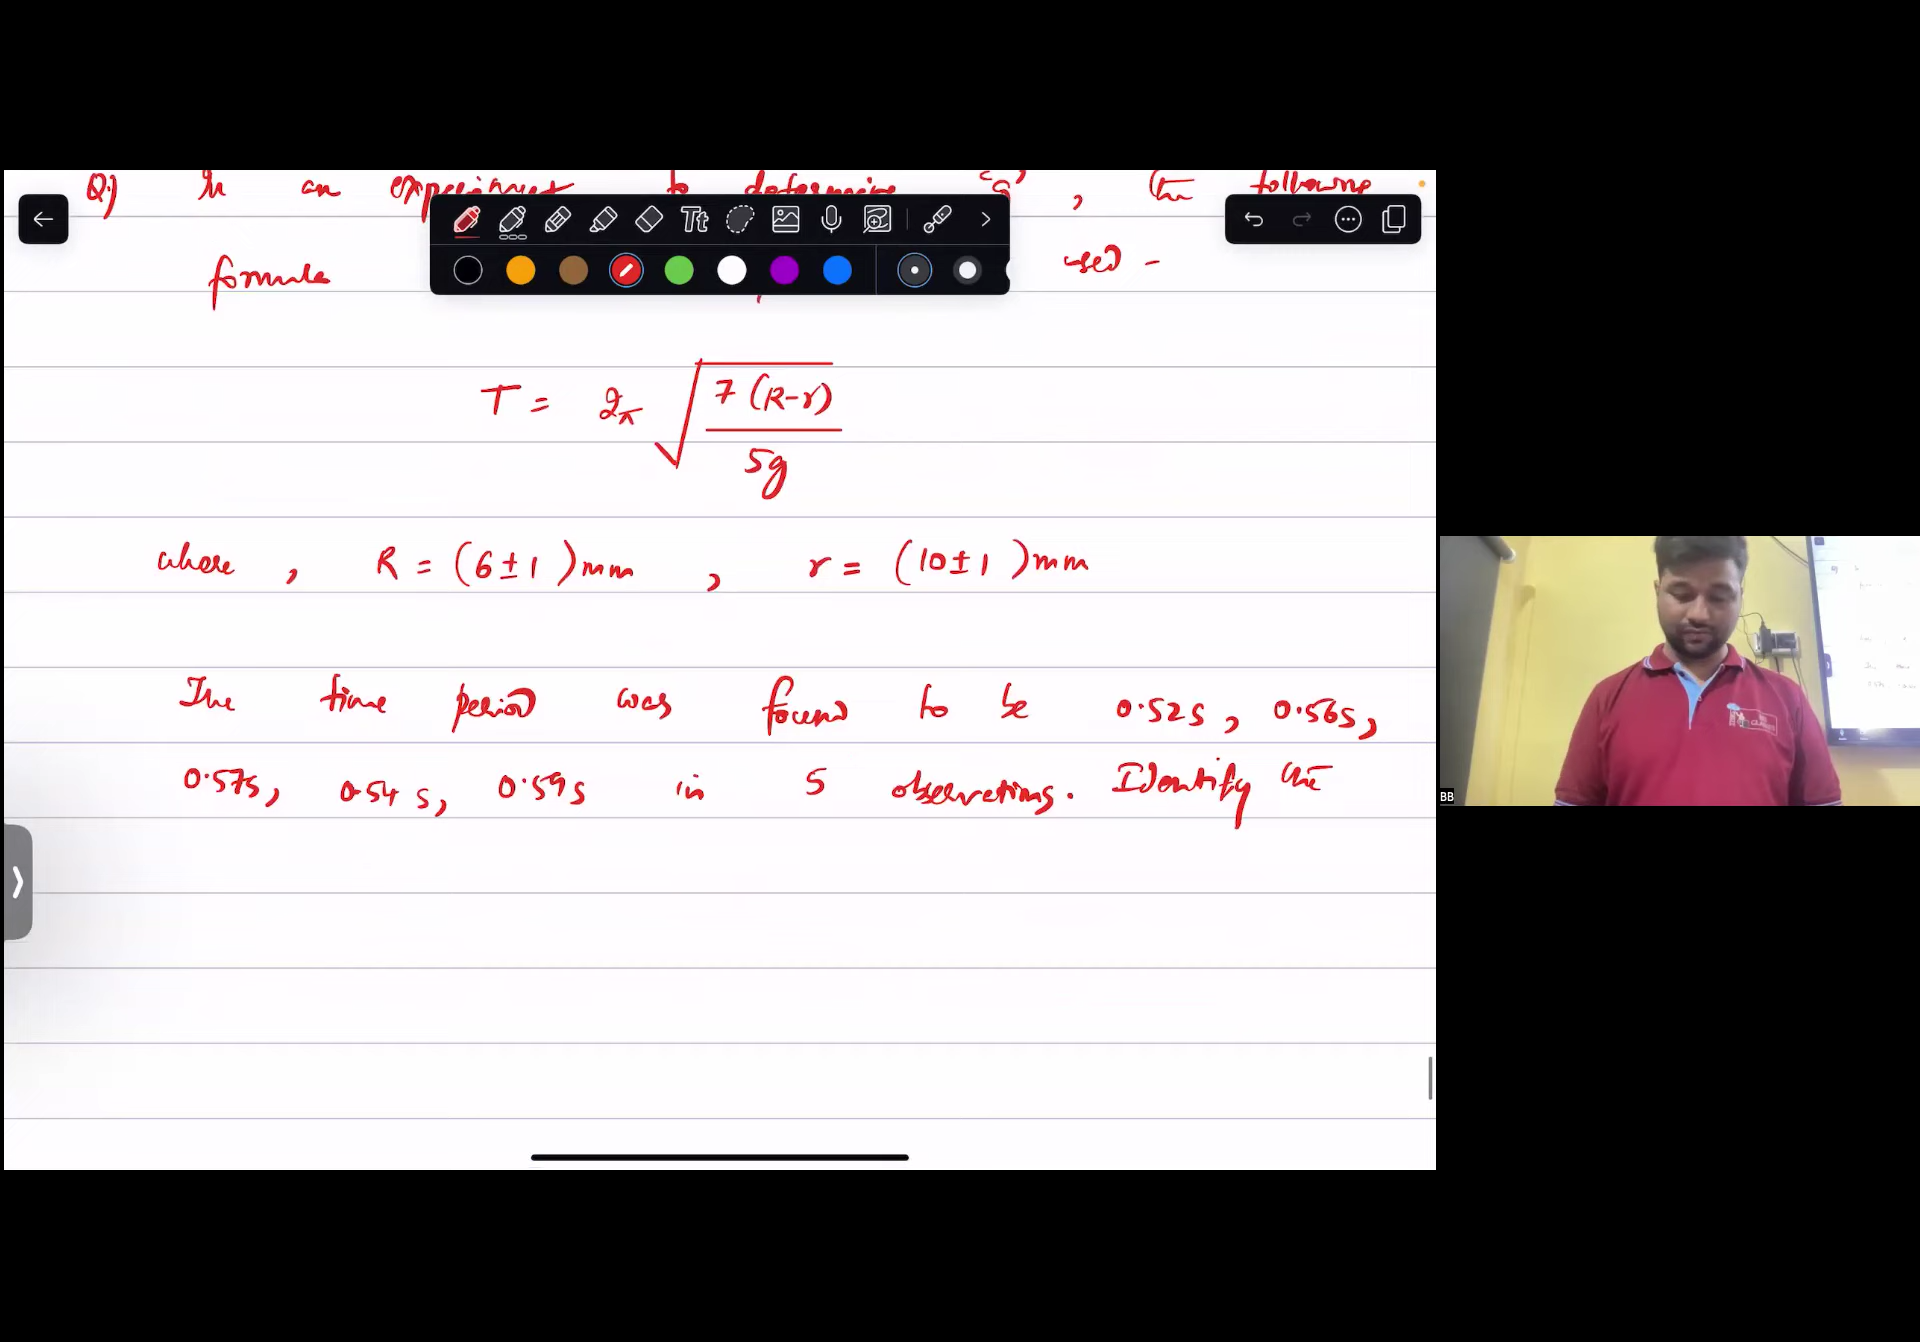 Q.) In an experiment to determine "g", the following
formula used -
T = 2π √(7(R-r)/5g)
where, R = (6±1)mm, r = (10±1)mm
The time period was found to be 0.52s, 0.56s,
0.57s, 0.54s, 0.59s in 5 observations. Identify the
Tt
BB